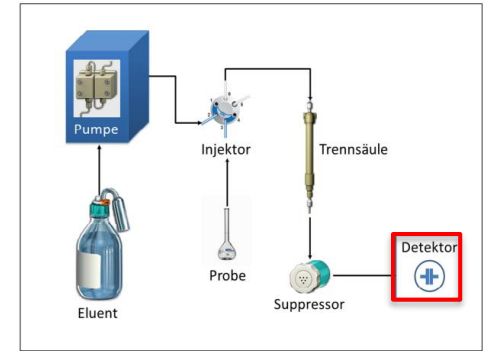 Pumpe
Injektor
Trennsäule
Detektor
Probe
Suppressor
Eluent